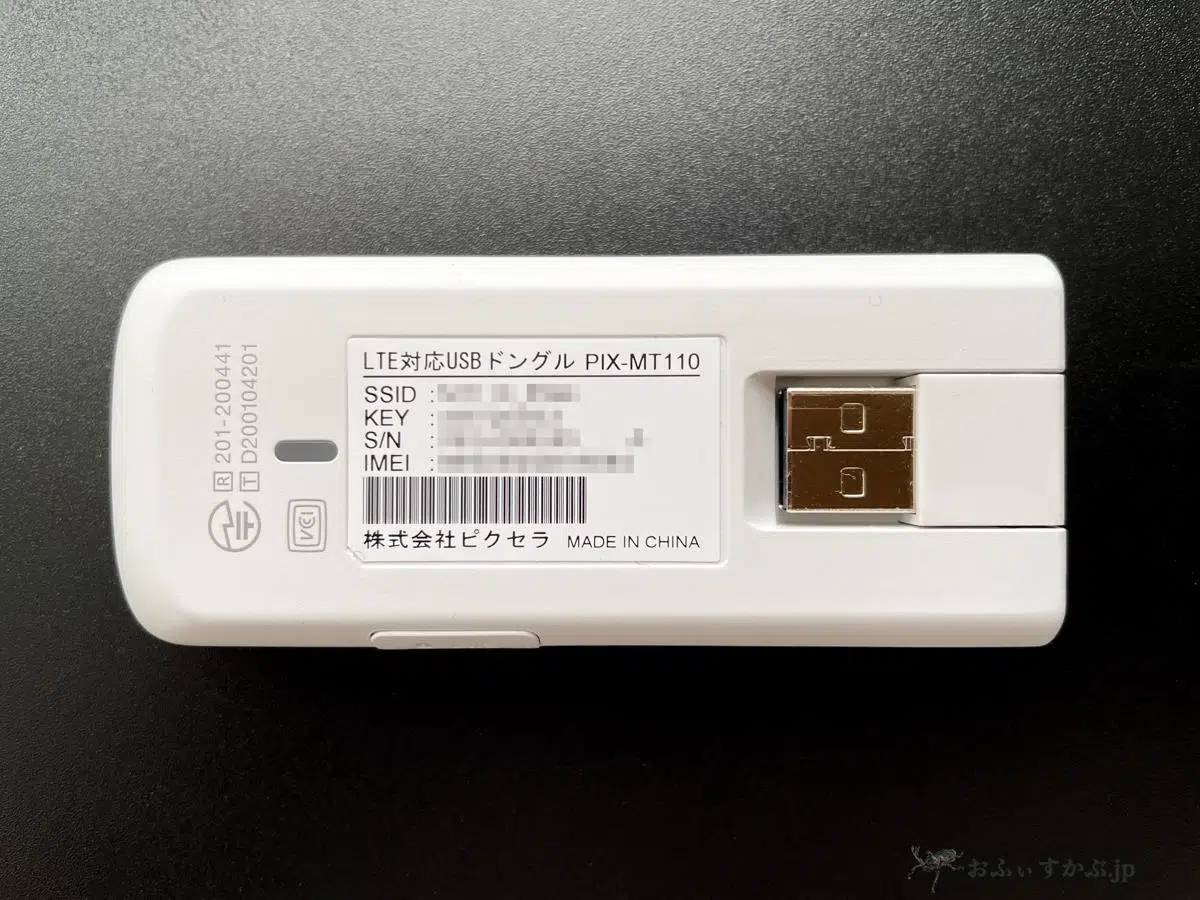 LTE対応USBドングル PIX-MT110
SSID :
KEY :
S/N :
IMEI :
株式会社ピクセラ MADE IN CHINA
R 201-200441
T D200104201
VCI
おふぃすかぶ.jp